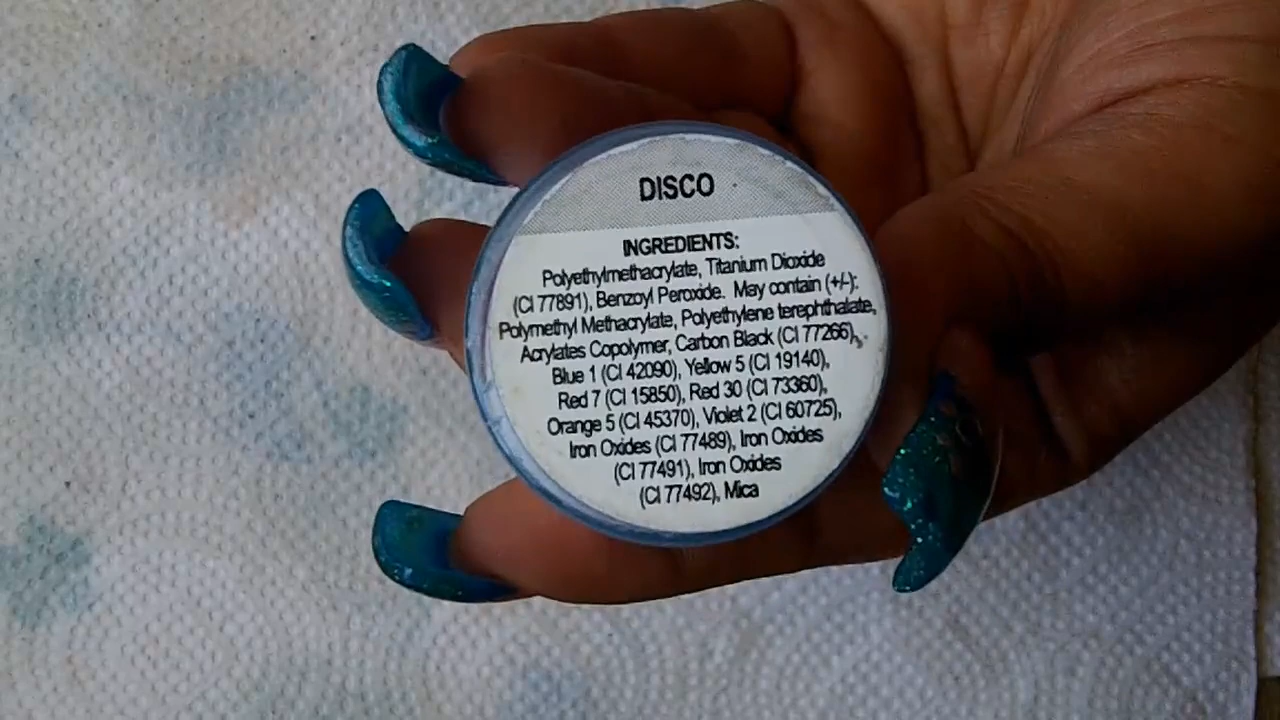 DISCO
INGREDIENTS:
Polyethylmethacrylate, Titanium Dioxide
(CI 77891), Benzoyl Peroxide. May contain (+/-):
Polymethyl Methacrylate, Polyethylene terephthalate,
Acrylates Copolymer, Carbon Black (CI 77266),
Blue 1 (CI 42090), Yellow 5 (CI 19140),
Red 7 (CI 15850), Red 30 (CI 73360),
Orange 5 (CI 45370), Violet 2 (CI 60725),
Iron Oxides (CI 77489), Iron Oxides
(CI 77491), Iron Oxides
(CI 77492), Mica